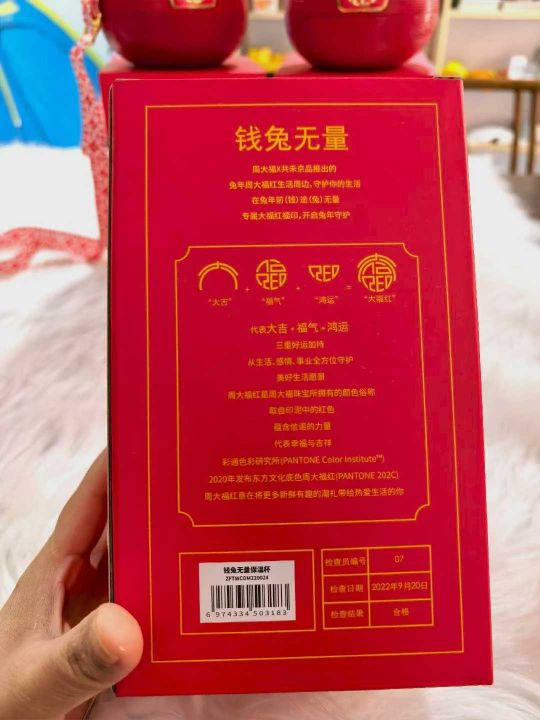 钱兔无量
周大福X共禾京品推出的
兔年周大福红生活周边,守护你的生活
在兔年前(钱)途(兔)无量
专属大福红福印,开启兔年守护
+ + =
“大吉” “福气” “鸿运” “大福红”
代表大吉+福气+鸿运
三重好运加持
从生活、感情、事业全方位守护
美好生活愿景
周大福红是周大福珠宝所拥有的颜色俗称
取自印泥中的红色
蕴含信诺的力量
代表幸福与吉祥
彩通色彩研究所(PANTONE Color Institute™)
2020年发布东方文化底色周大福红(PANTONE 202C)
周大福红意在将更多新鲜有趣的潮礼带给热爱生活的你
钱兔无量保温杯
ZFTWCDM220024
6 974334 503183
检查员编号 07
检查日期 2022年9月20日
检查结果 合格